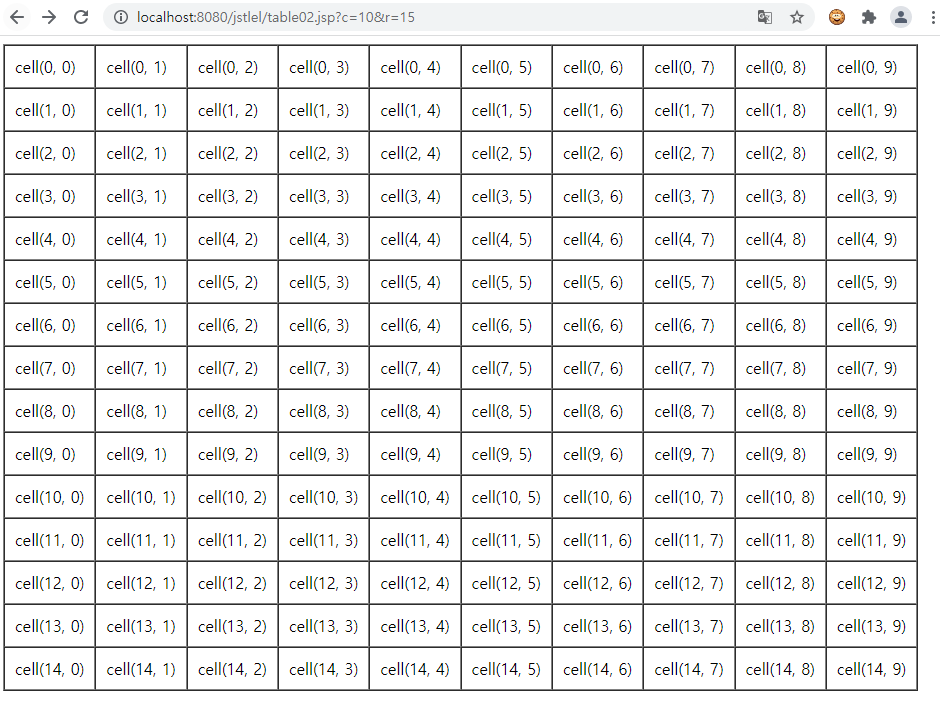 localhost:8080/jstlel/table02.jsp?c=10&r=15
cell(0, 0) cell(0, 1) cell(0, 2) cell(0, 3) cell(0, 4) cell(0, 5) cell(0, 6) cell(0, 7) cell(0, 8) cell(0, 9)
cell(1, 0) cell(1, 1) cell(1, 2) cell(1, 3) cell(1, 4) cell(1, 5) cell(1, 6) cell(1, 7) cell(1, 8) cell(1, 9)
cell(2, 0) cell(2, 1) cell(2, 2) cell(2, 3) cell(2, 4) cell(2, 5) cell(2, 6) cell(2, 7) cell(2, 8) cell(2, 9)
cell(3, 0) cell(3, 1) cell(3, 2) cell(3, 3) cell(3, 4) cell(3, 5) cell(3, 6) cell(3, 7) cell(3, 8) cell(3, 9)
cell(4, 0) cell(4, 1) cell(4, 2) cell(4, 3) cell(4, 4) cell(4, 5) cell(4, 6) cell(4, 7) cell(4, 8) cell(4, 9)
cell(5, 0) cell(5, 1) cell(5, 2) cell(5, 3) cell(5, 4) cell(5, 5) cell(5, 6) cell(5, 7) cell(5, 8) cell(5, 9)
cell(6, 0) cell(6, 1) cell(6, 2) cell(6, 3) cell(6, 4) cell(6, 5) cell(6, 6) cell(6, 7) cell(6, 8) cell(6, 9)
cell(7, 0) cell(7, 1) cell(7, 2) cell(7, 3) cell(7, 4) cell(7, 5) cell(7, 6) cell(7, 7) cell(7, 8) cell(7, 9)
cell(8, 0) cell(8, 1) cell(8, 2) cell(8, 3) cell(8, 4) cell(8, 5) cell(8, 6) cell(8, 7) cell(8, 8) cell(8, 9)
cell(9, 0) cell(9, 1) cell(9, 2) cell(9, 3) cell(9, 4) cell(9, 5) cell(9, 6) cell(9, 7) cell(9, 8) cell(9, 9)
cell(10, 0) cell(10, 1) cell(10, 2) cell(10, 3) cell(10, 4) cell(10, 5) cell(10, 6) cell(10, 7) cell(10, 8) cell(10, 9)
cell(11, 0) cell(11, 1) cell(11, 2) cell(11, 3) cell(11, 4) cell(11, 5) cell(11, 6) cell(11, 7) cell(11, 8) cell(11, 9)
cell(12, 0) cell(12, 1) cell(12, 2) cell(12, 3) cell(12, 4) cell(12, 5) cell(12, 6) cell(12, 7) cell(12, 8) cell(12, 9)
cell(13, 0) cell(13, 1) cell(13, 2) cell(13, 3) cell(13, 4) cell(13, 5) cell(13, 6) cell(13, 7) cell(13, 8) cell(13, 9)
cell(14, 0) cell(14, 1) cell(14, 2) cell(14, 3) cell(14, 4) cell(14, 5) cell(14, 6) cell(14, 7) cell(14, 8) cell(14, 9)